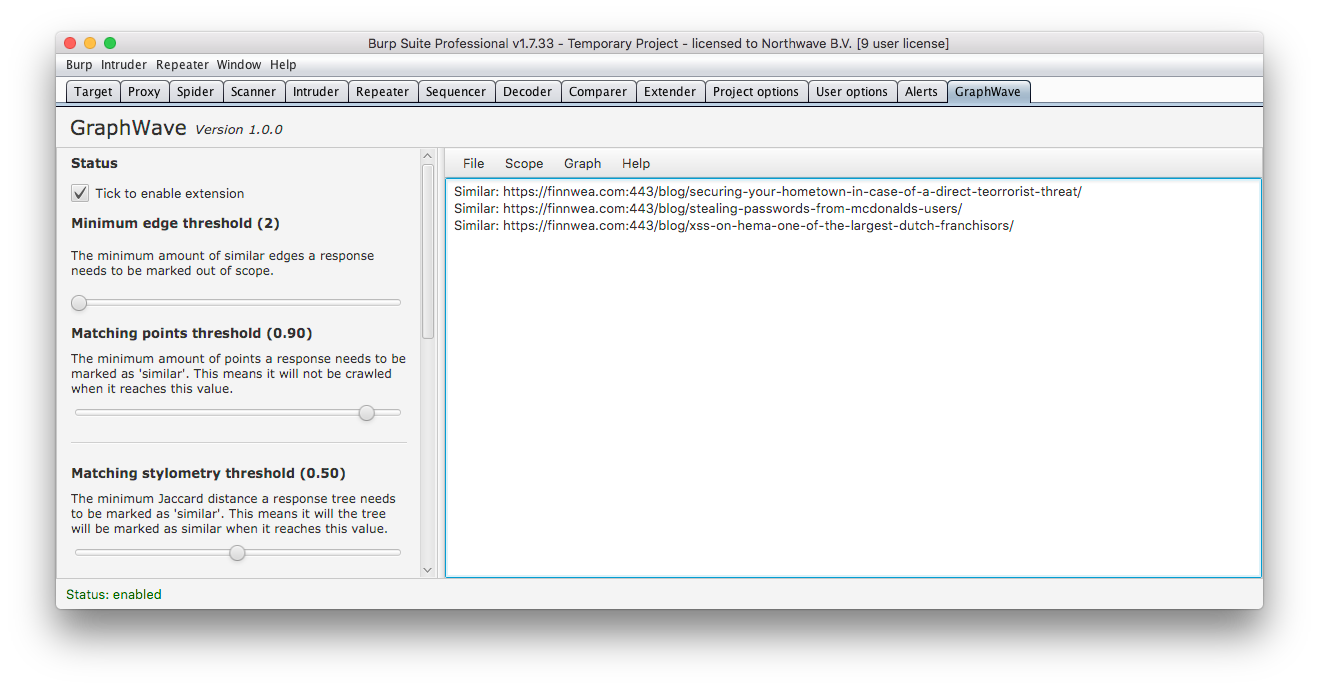 Burp Suite Professional v1.7.33 - Temporary Project - licensed to Northwave B.V. [9 user license]
Burp Intruder Repeater Window Help
Target Proxy Spider Scanner Intruder Repeater Sequencer Decoder Comparer Extender Project options User options Alerts GraphWave
GraphWave Version 1.0.0
Status
Tick to enable extension
Minimum edge threshold (2)
The minimum amount of similar edges a response
needs to be marked out of scope.
Matching points threshold (0.90)
The minimum amount of points a response needs to be
marked as 'similar'. This means it will not be crawled
when it reaches this value.
Matching stylometry threshold (0.50)
The minimum Jaccard distance a response tree needs
to be marked as 'similar'. This means it will the tree
will be marked as similar when it reaches this value.
File Scope Graph Help
Similar: https://finnwea.com:443/blog/securing-your-hometown-in-case-of-a-direct-teorrorist-threat/
Similar: https://finnwea.com:443/blog/stealing-passwords-from-mcdonalds-users/
Similar: https://finnwea.com:443/blog/xss-on-hema-one-of-the-largest-dutch-franchisors/
Status: enabled